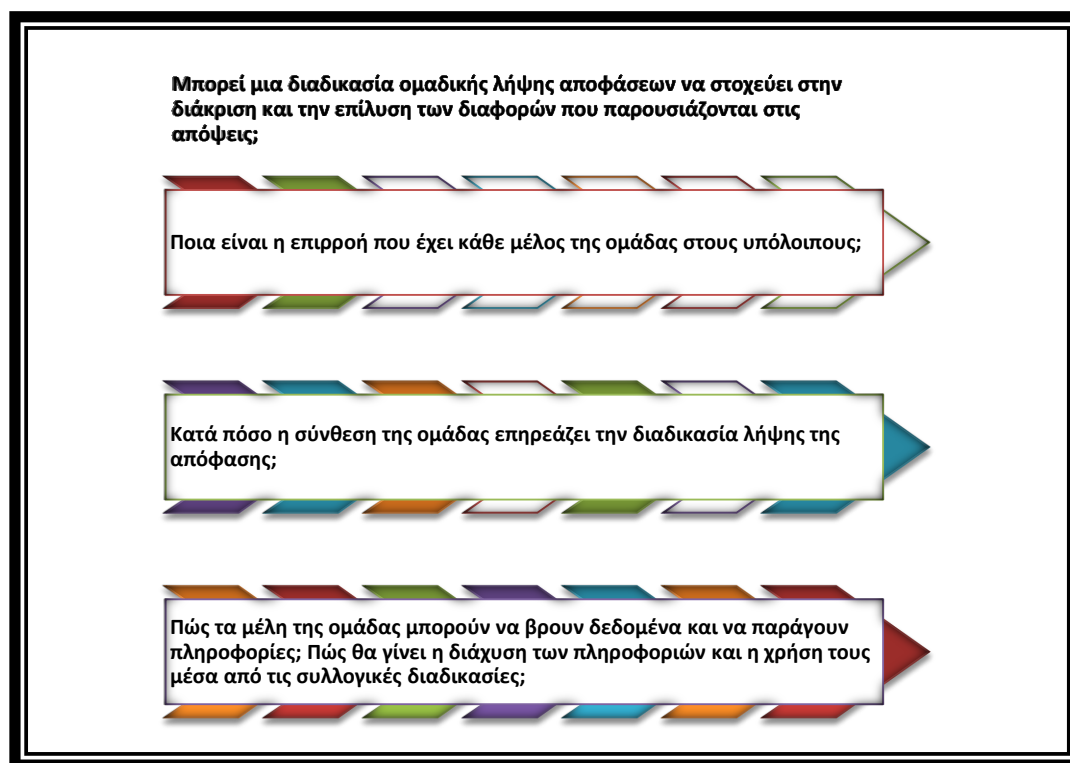 Μπορεί μια διαδικασία ομαδικής λήψης αποφάσεων να στοχεύει στην
διάκριση και την επίλυση των διαφορών που παρουσιάζονται στις
απόψεις;
Ποια είναι η επιρροή που έχει κάθε μέλος της ομάδας στους υπόλοιπους;
Κατά πόσο η σύνθεση της ομάδας επηρεάζει την διαδικασία λήψης της
απόφασης;
Πώς τα μέλη της ομάδας μπορούν να βρουν δεδομένα και να παράγουν
πληροφορίες; Πώς θα γίνει η διάχυση των πληροφοριών και η χρήση τους
μέσα από τις συλλογικές διαδικασίες;